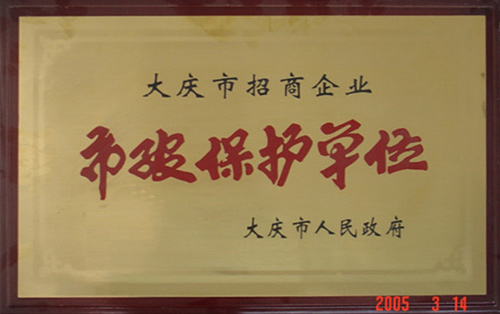 大庆市招商企业
市级保护单位
大庆市人民政府
2005 3 14